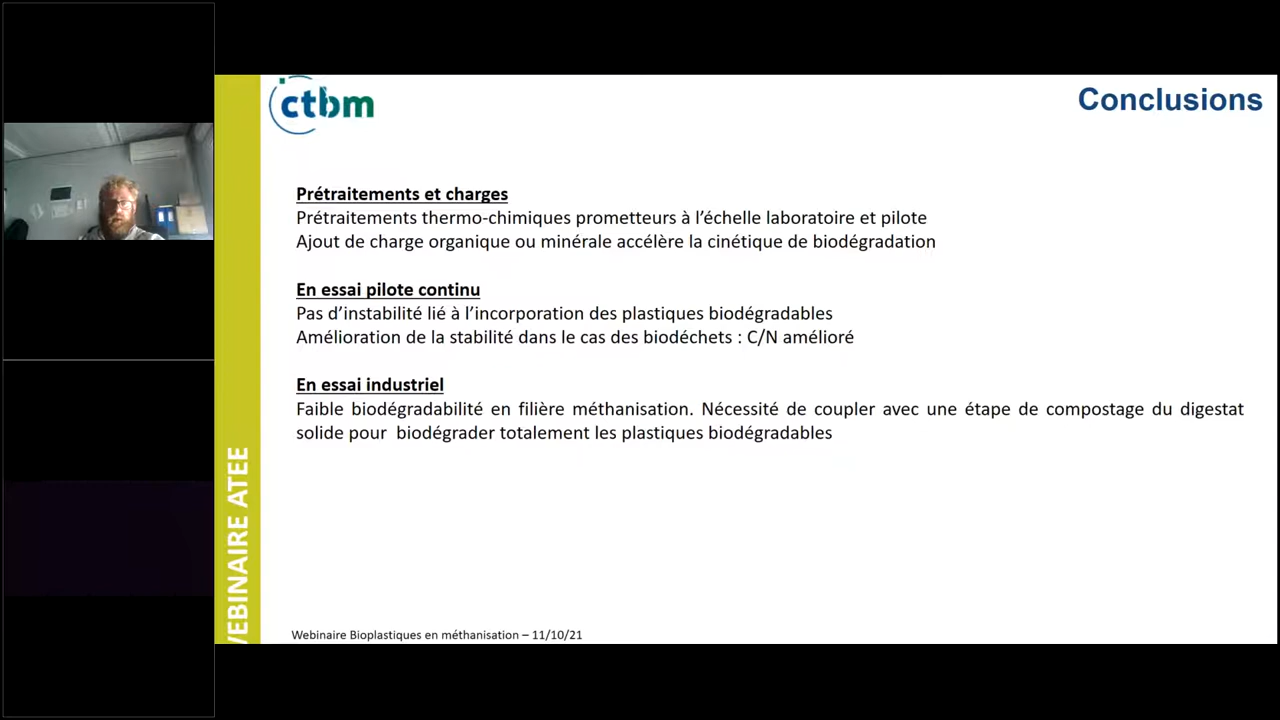 ctbm
Conclusions
Prétraitements et charges
Prétraitements thermo-chimiques prometteurs à l’échelle laboratoire et pilote
Ajout de charge organique ou minérale accélère la cinétique de biodégradation
En essai pilote continu
Pas d’instabilité lié à l’incorporation des plastiques biodégradables
Amélioration de la stabilité dans le cas des biodéchets : C/N amélioré
En essai industriel
Faible biodégradabilité en filière méthanisation. Nécessité de coupler avec une étape de compostage du digestat
solide pour biodégrader totalement les plastiques biodégradables
WEBINAIRE ATEE
Webinaire Bioplastiques en méthanisation – 11/10/21